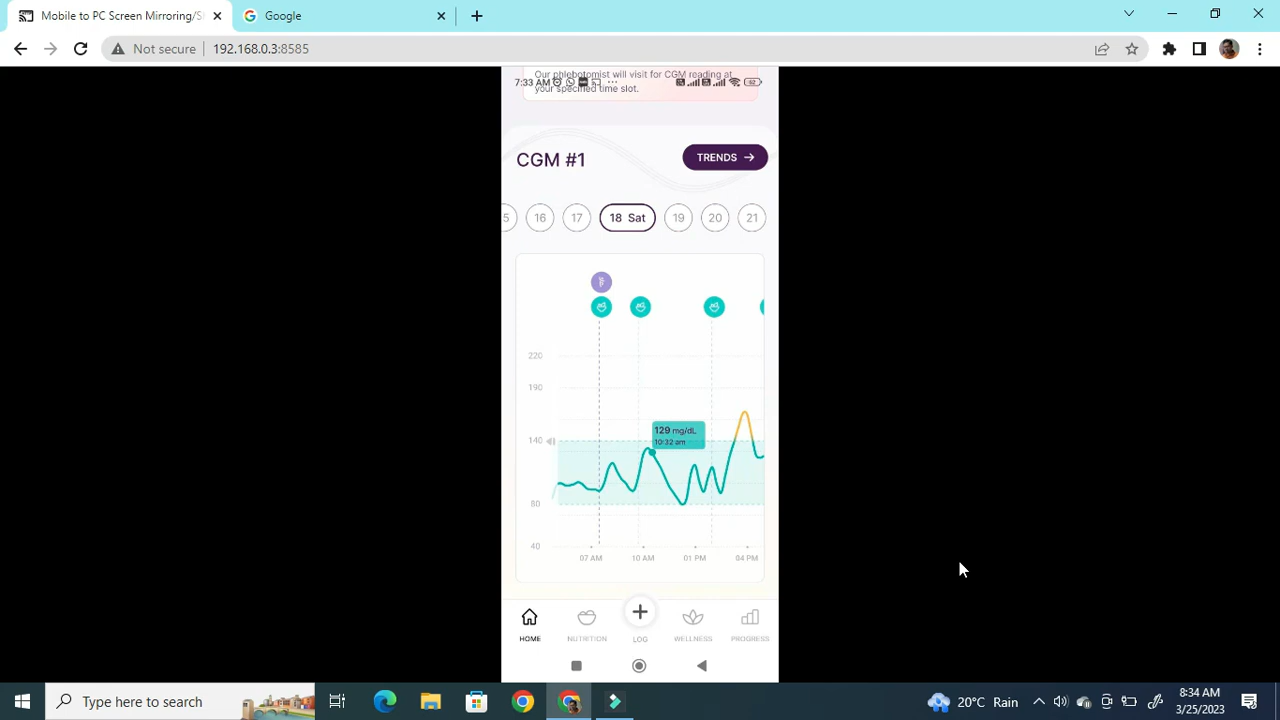 Mobile to PC Screen Mirroring/S
Google
Not secure
192.168.0.3:8585
Our phlebotomist will visit for CGM reading at
7:33 AM
your specified time slot.
CGM #1
TRENDS
5 16 17 18 Sat 19 20 21
220
190
129 mg/dL
10:32 am
140
80
40
07 AM 10 AM 01 PM 04 PM
HOME NUTRITION LOG WELLNESS PROGRESS
Type here to search
20°C Rain
8:34 AM
3/25/2023